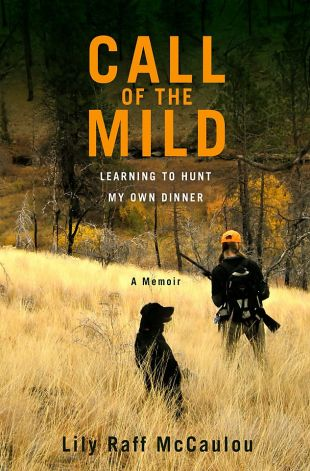 CALL
OF THE
MILD
LEARNING TO HUNT
MY OWN DINNER
A Memoir
Lily Raff McCaulou